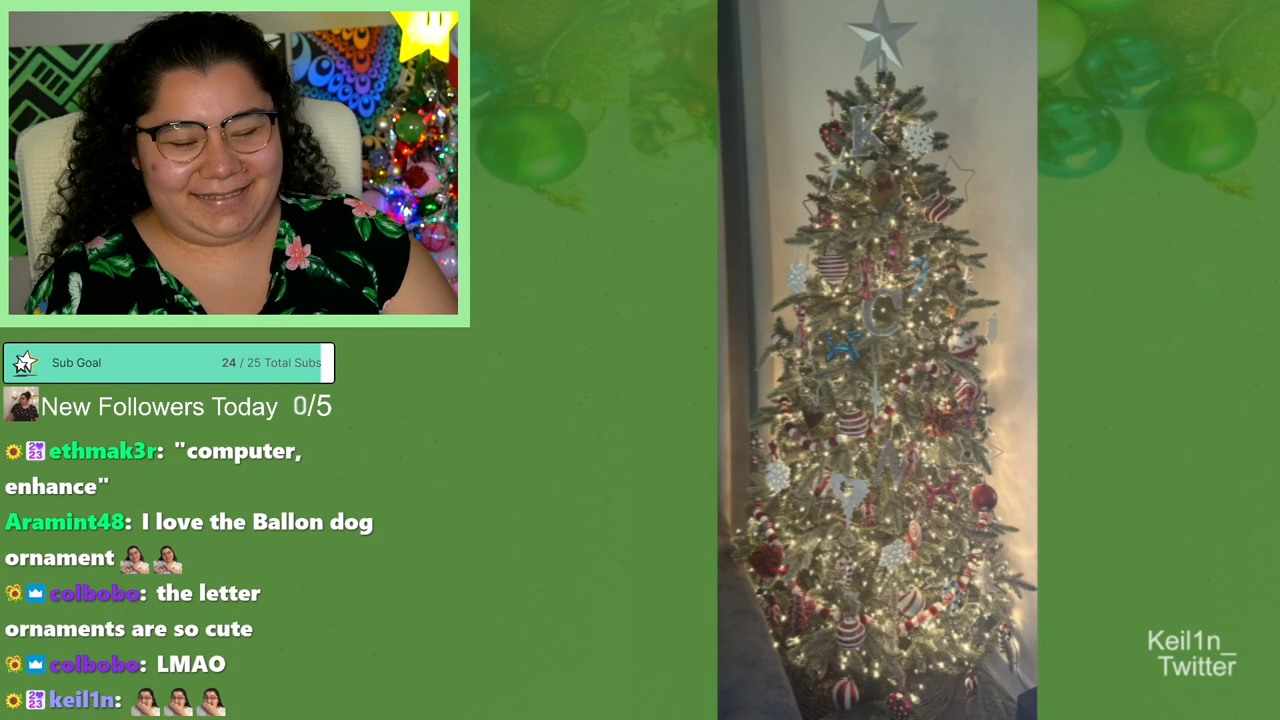 Sub Goal 24 / 25 Total Subs
New Followers Today 0/5
ethmak3r: "computer,
enhance"
Aramint48: I love the Ballon dog
ornament
colbobo: the letter
ornaments are so cute
colbobo: LMAO
keil1n:
K
C
Keil1n_
Twitter